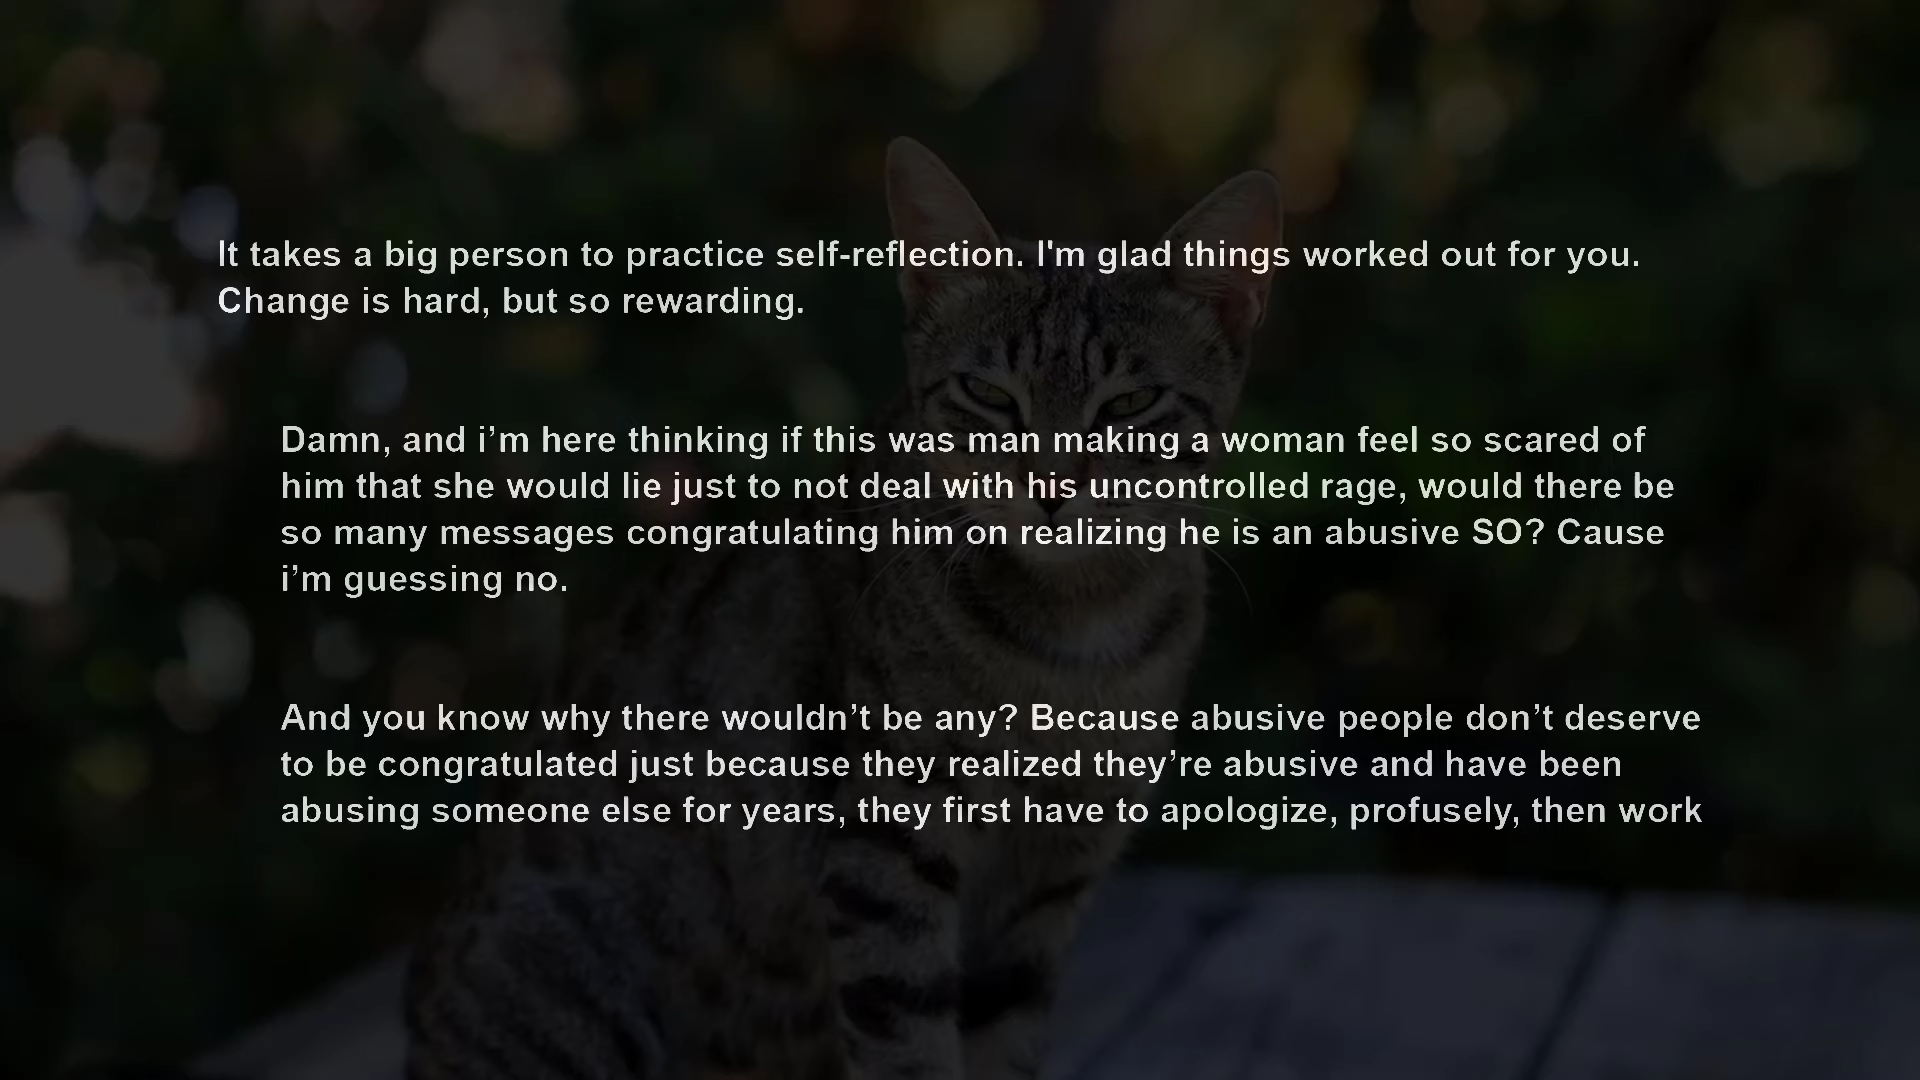 It takes a big person to practice self-reflection. I'm glad things worked out for you.
Change is hard, but so rewarding.
Damn, and i’m here thinking if this was man making a woman feel so scared of
him that she would lie just to not deal with his uncontrolled rage, would there be
so many messages congratulating him on realizing he is an abusive SO? Cause
i’m guessing no.
And you know why there wouldn’t be any? Because abusive people don’t deserve
to be congratulated just because they realized they’re abusive and have been
abusing someone else for years, they first have to apologize, profusely, then work